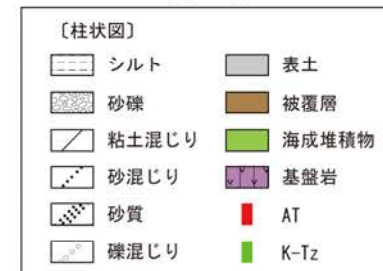 〔柱状図〕
シルト
表土
砂礫
被覆層
粘土混じり
海成堆積物
砂混じり
基盤岩
砂質
AT
礫混じり
K-Tz